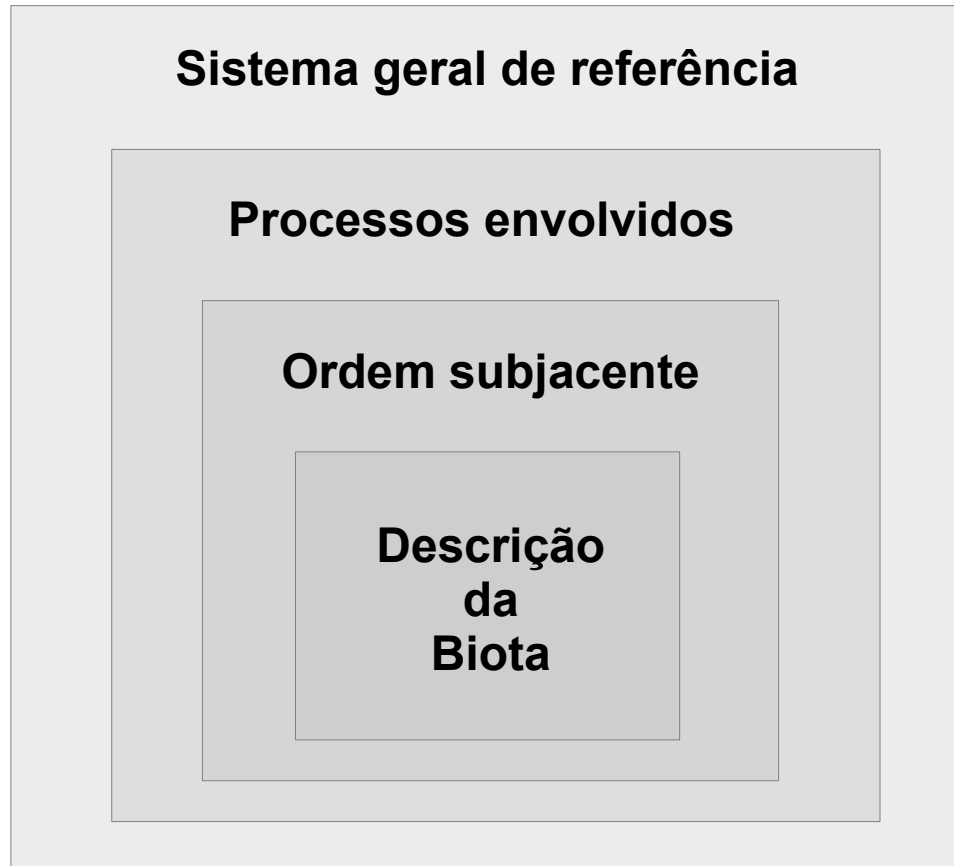 Sistema geral de referência
Processos envolvidos
Ordem subjacente
Descrição
da
Biota